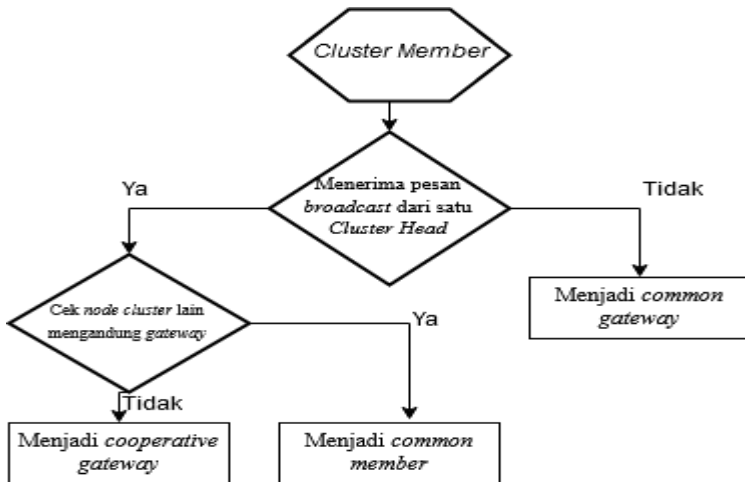 Cluster Member
Menerima pesan
broadcast dari satu
Cluster Head
Ya
Tidak
Cek node cluster lain
mengandung gateway
Menjadi common
gateway
Ya
Tidak
Menjadi cooperative
gateway
Menjadi common
member